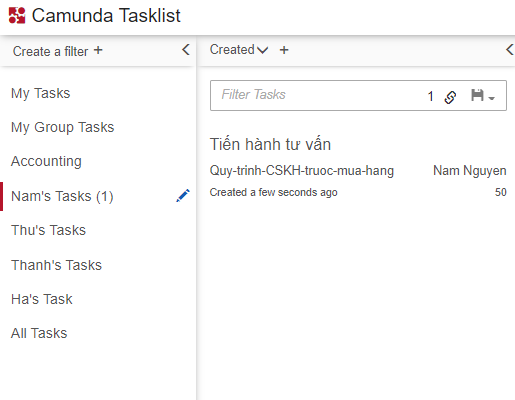 Camunda Tasklist
Create a filter +
My Tasks
My Group Tasks
Accounting
Nam's Tasks (1)
Thu's Tasks
Thanh's Tasks
Ha's Task
All Tasks
Created +
Filter Tasks 1
Tiến hành tư vấn
Quy-trinh-CSKH-truoc-mua-hang Nam Nguyen
Created a few seconds ago 50